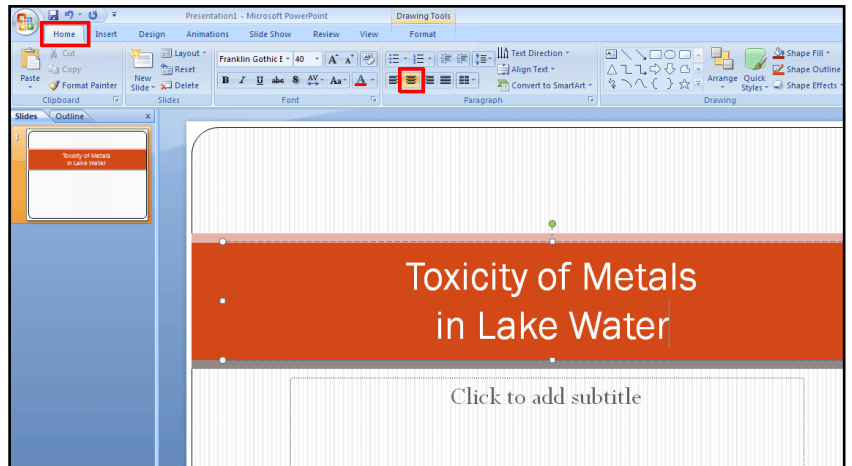 Presentation1 - Microsoft PowerPoint
Drawing Tools
Home Insert Design Animations Slide Show Review View Format
Cut
Copy
Format Painter
Paste
Clipboard
New
Slide
Layout
Reset
Delete
Slides
Franklin Gothic E 40 A A
B I U abc S AV Aa A
Font
Text Direction
Align Text
Convert to SmartArt
Paragraph
Arrange
Quick
Styles
Shape Fill
Shape Outline
Shape Effects
Drawing
Slides Outline x
1
Toxicity of Metals
in Lake Water
Toxicity of Metals
in Lake Water
Click to add subtitle